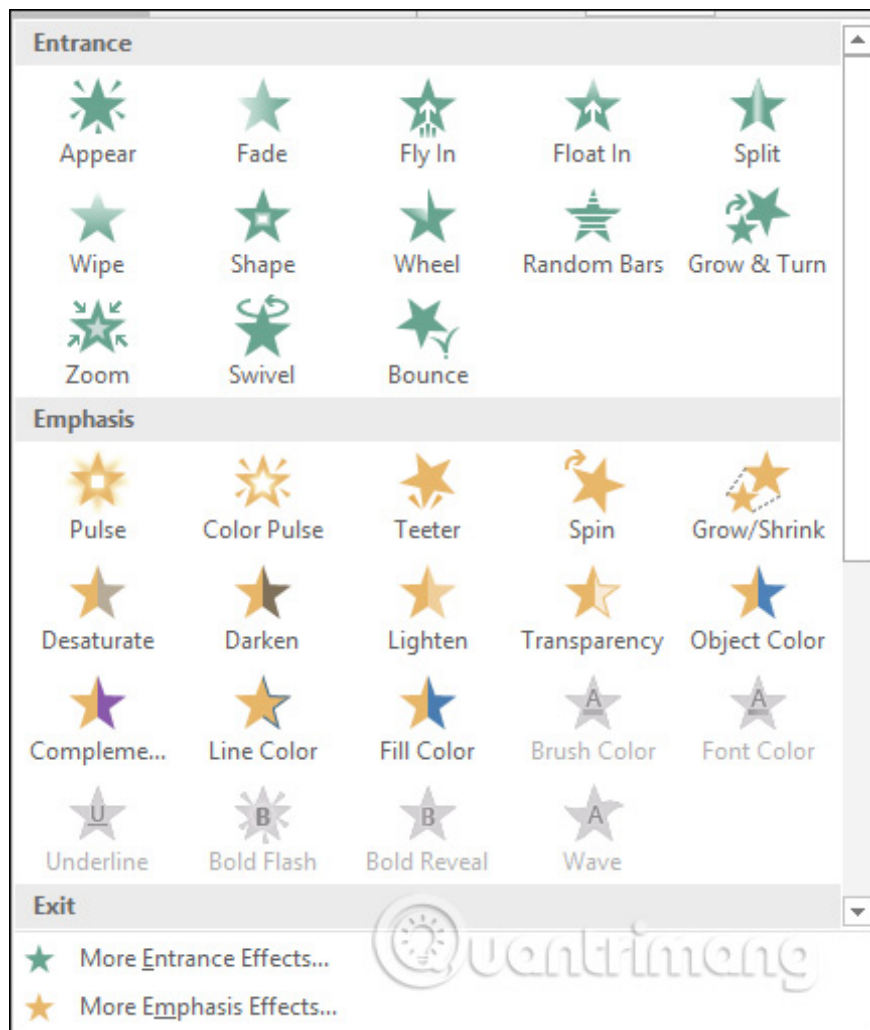 Entrance
Appear Fade Fly In Float In Split
Wipe Shape Wheel Random Bars Grow & Turn
Zoom Swivel Bounce
Emphasis
Pulse Color Pulse Teeter Spin Grow/Shrink
Desaturate Darken Lighten Transparency Object Color
Compleme... Line Color Fill Color Brush Color Font Color
Underline Bold Flash Bold Reveal Wave
Exit
More Entrance Effects...
More Emphasis Effects...
Quantrimang